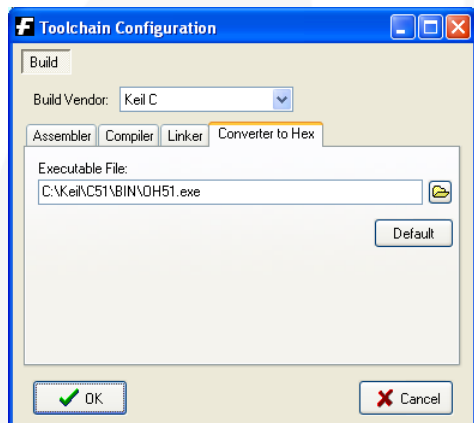 Toolchain Configuration
Build
Build Vendor: Keil C
Assembler Compiler Linker Converter to Hex
Executable File:
C:\Keil\C51\BIN\OH51.exe
Default
OK Cancel